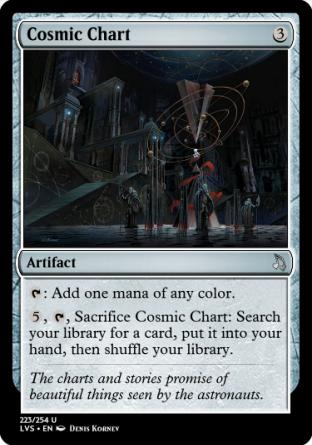 Cosmic Chart 3
Artifact
: Add one mana of any color.
5, , Sacrifice Cosmic Chart: Search
your library for a card, put it into your
hand, then shuffle your library.
The charts and stories promise of
beautiful things seen by the astronauts.
223/254 U
LVS • EN Denis Korney